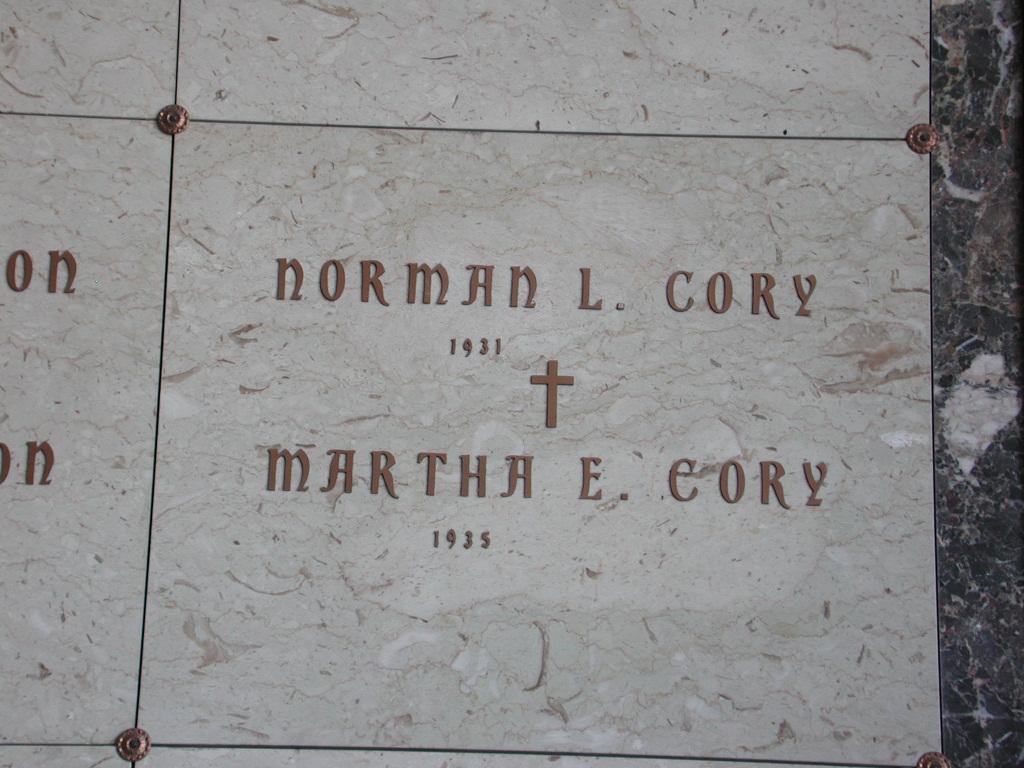 NORMAN L. CORY
1931
MARTHA E. CORY
1935